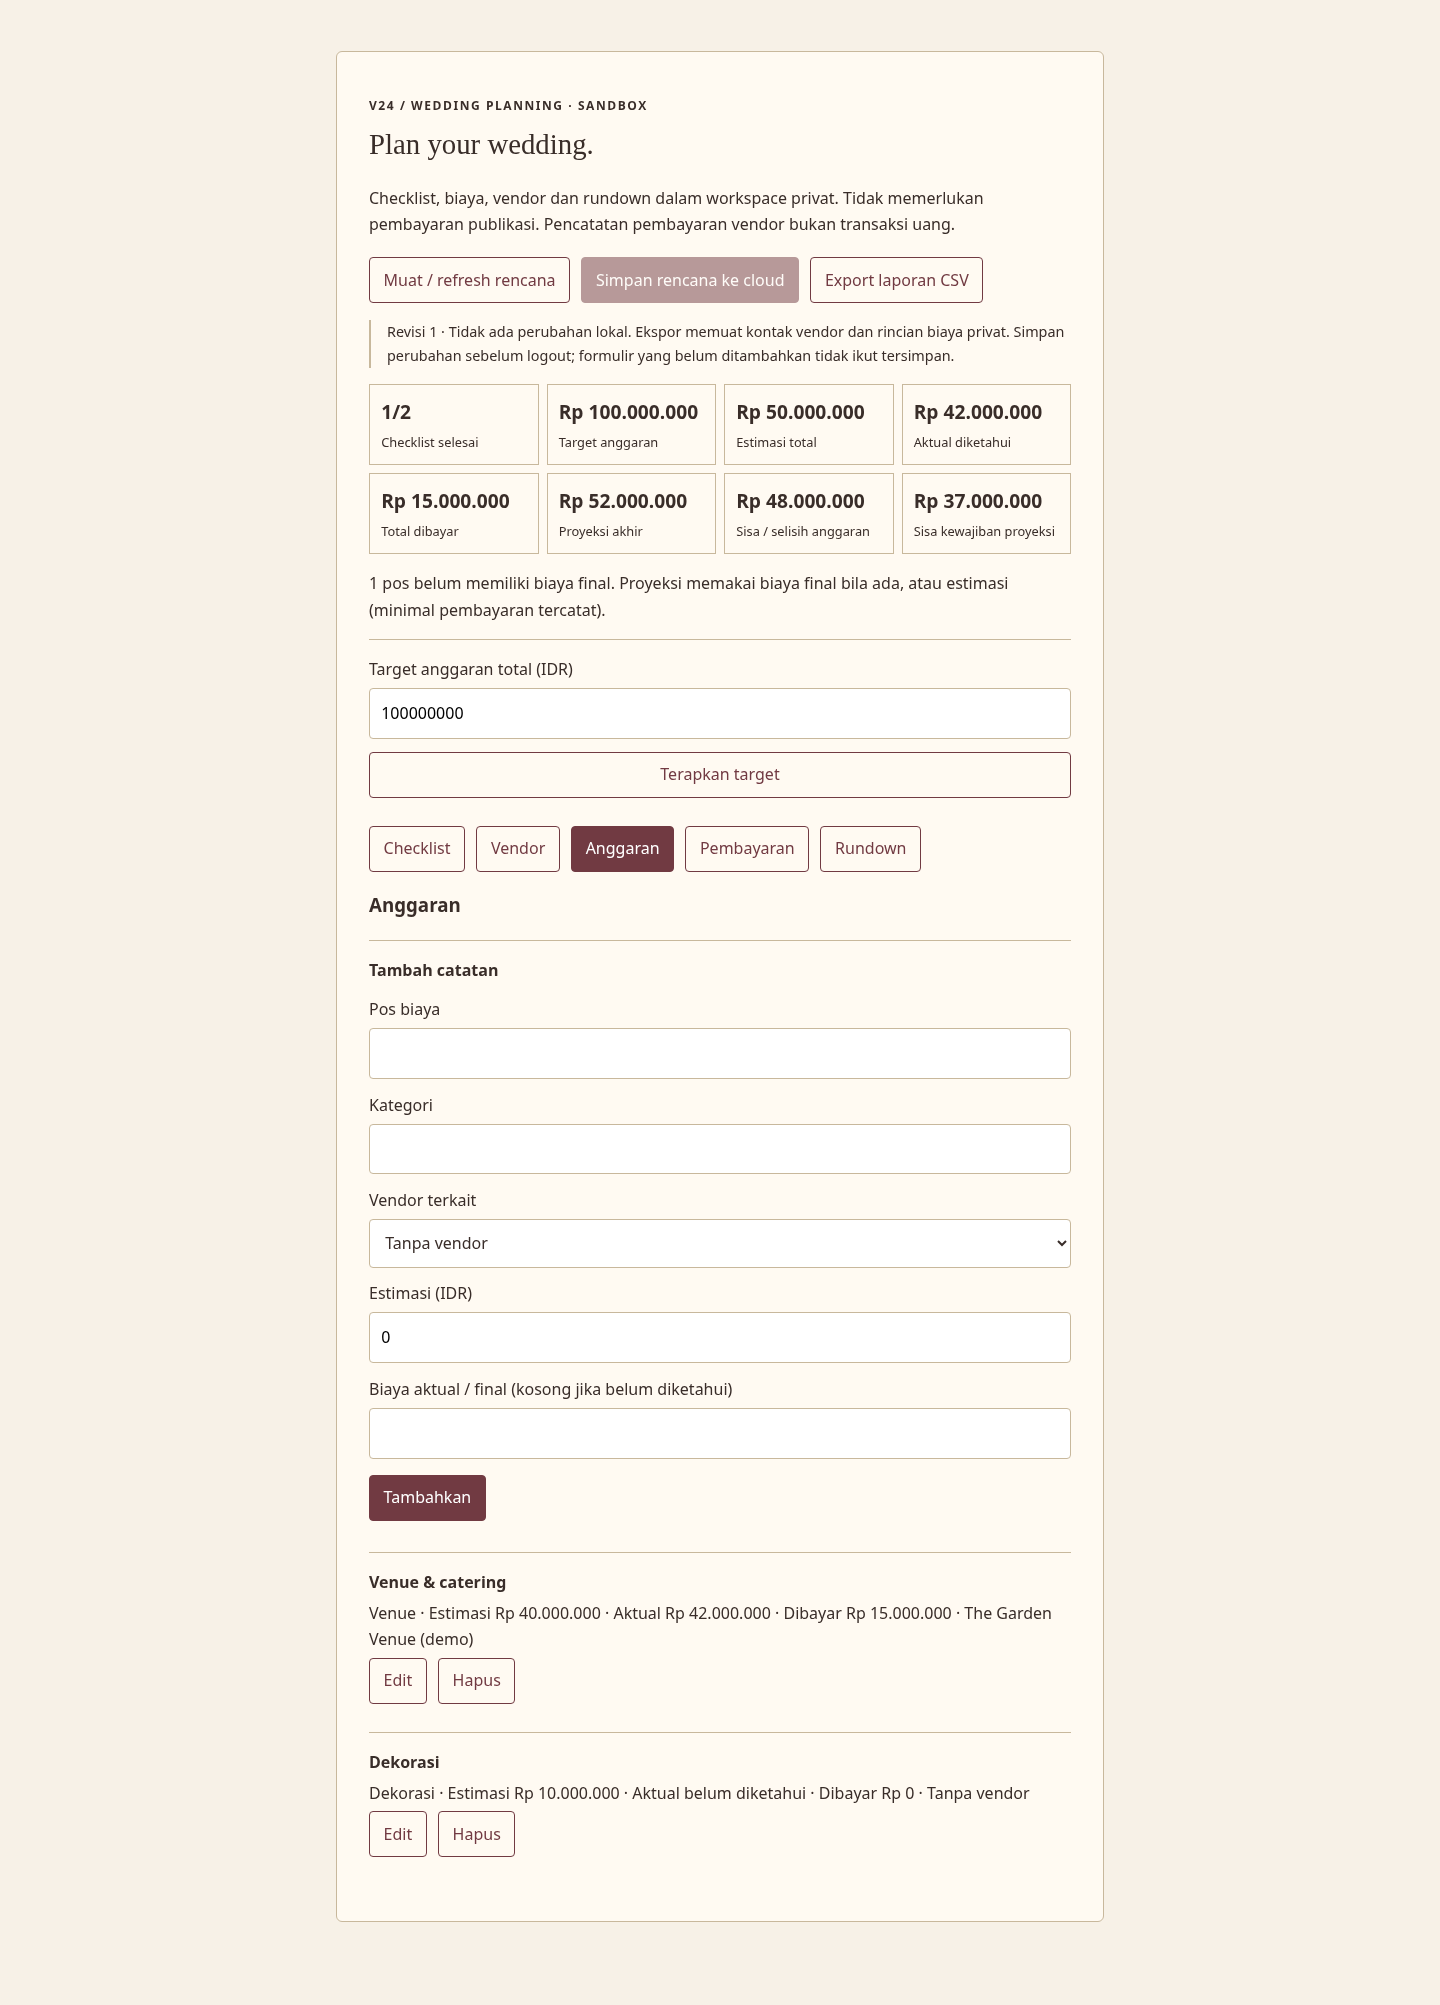 V24 / WEDDING PLANNING · SANDBOX
Plan your wedding.
Checklist, biaya, vendor dan rundown dalam workspace privat. Tidak memerlukan
pembayaran publikasi. Pencatatan pembayaran vendor bukan transaksi uang.
Muat / refresh rencana
Simpan rencana ke cloud
Export laporan CSV
Revisi 1 · Tidak ada perubahan lokal. Ekspor memuat kontak vendor dan rincian biaya privat. Simpan
perubahan sebelum logout; formulir yang belum ditambahkan tidak ikut tersimpan.
1/2
Checklist selesai
Rp 100.000.000
Target anggaran
Rp 50.000.000
Estimasi total
Rp 42.000.000
Aktual diketahui
Rp 15.000.000
Total dibayar
Rp 52.000.000
Proyeksi akhir
Rp 48.000.000
Sisa / selisih anggaran
Rp 37.000.000
Sisa kewajiban proyeksi
1 pos belum memiliki biaya final. Proyeksi memakai biaya final bila ada, atau estimasi
(minimal pembayaran tercatat).
Target anggaran total (IDR)
100000000
Terapkan target
Checklist
Vendor
Anggaran
Pembayaran
Rundown
Anggaran
Tambah catatan
Pos biaya
Kategori
Vendor terkait
Tanpa vendor
Estimasi (IDR)
0
Biaya aktual / final (kosong jika belum diketahui)
Tambahkan
Venue & catering
Venue · Estimasi Rp 40.000.000 · Aktual Rp 42.000.000 · Dibayar Rp 15.000.000 · The Garden
Venue (demo)
Edit
Hapus
Dekorasi
Dekorasi · Estimasi Rp 10.000.000 · Aktual belum diketahui · Dibayar Rp 0 · Tanpa vendor
Edit
Hapus